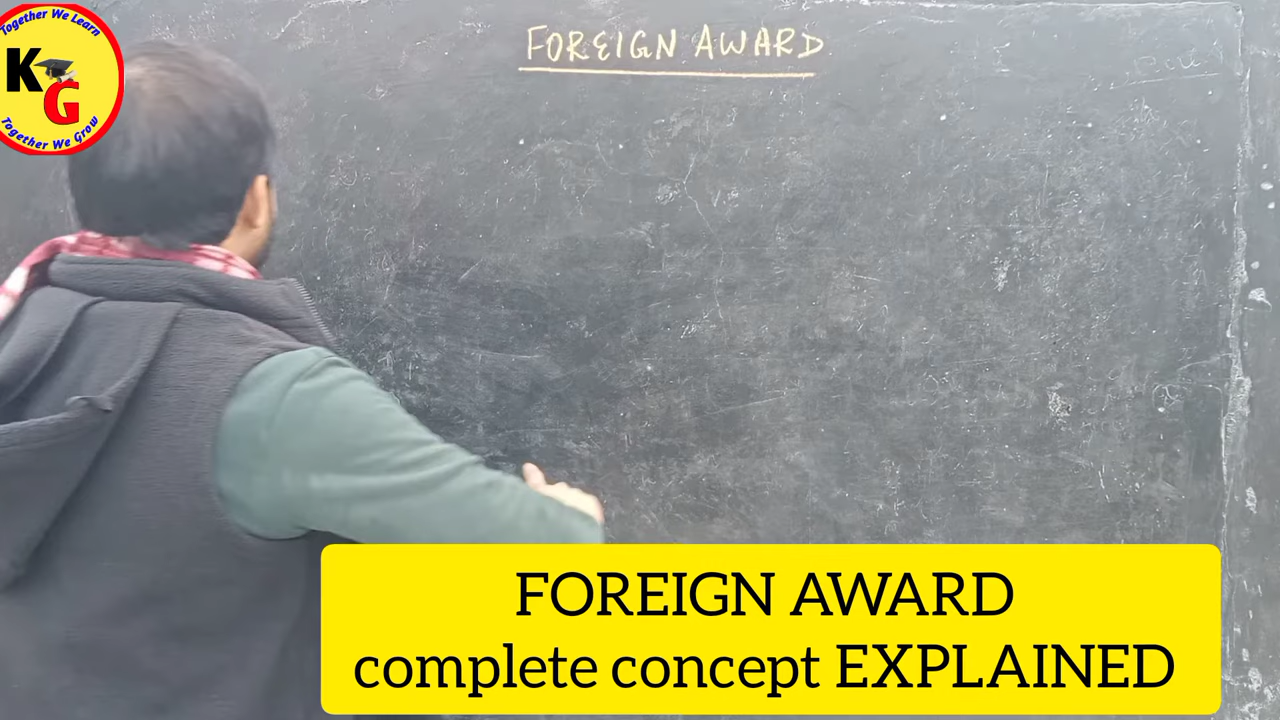 Together We Learn
KG
Together We Grow
FOREIGN AWARD
FOREIGN AWARD
complete concept EXPLAINED